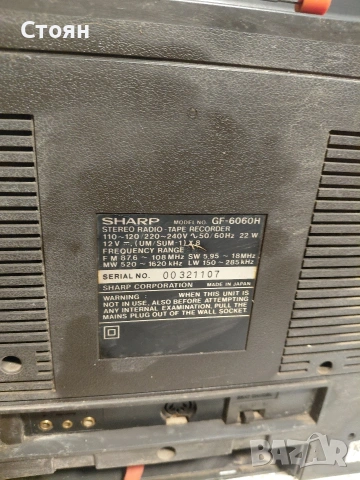 Стоян
SHARP MODEL NO. GF-6060H
STEREO RADIO-TAPE RECORDER
110~120/220~240V ∿ 50/60Hz 22 W
12V ⎓ (UM/SUM-1) X 8
FREQUENCY RANGE
FM 87.6 ~ 108 MHz SW 5.95 ~ 18MHz
MW 520 ~ 1620 kHz LW 150 ~ 285 kHz
SERIAL NO. 00321107
SHARP CORPORATION MADE IN JAPAN
WARNING : WHEN THIS UNIT IS
NOT IN USE, ALSO BEFORE ATTEMPTING
ANY INTERNAL EXAMINATION, PULL THE
MAINS PLUG OUT OF THE WALL SOCKET.
BAZAR